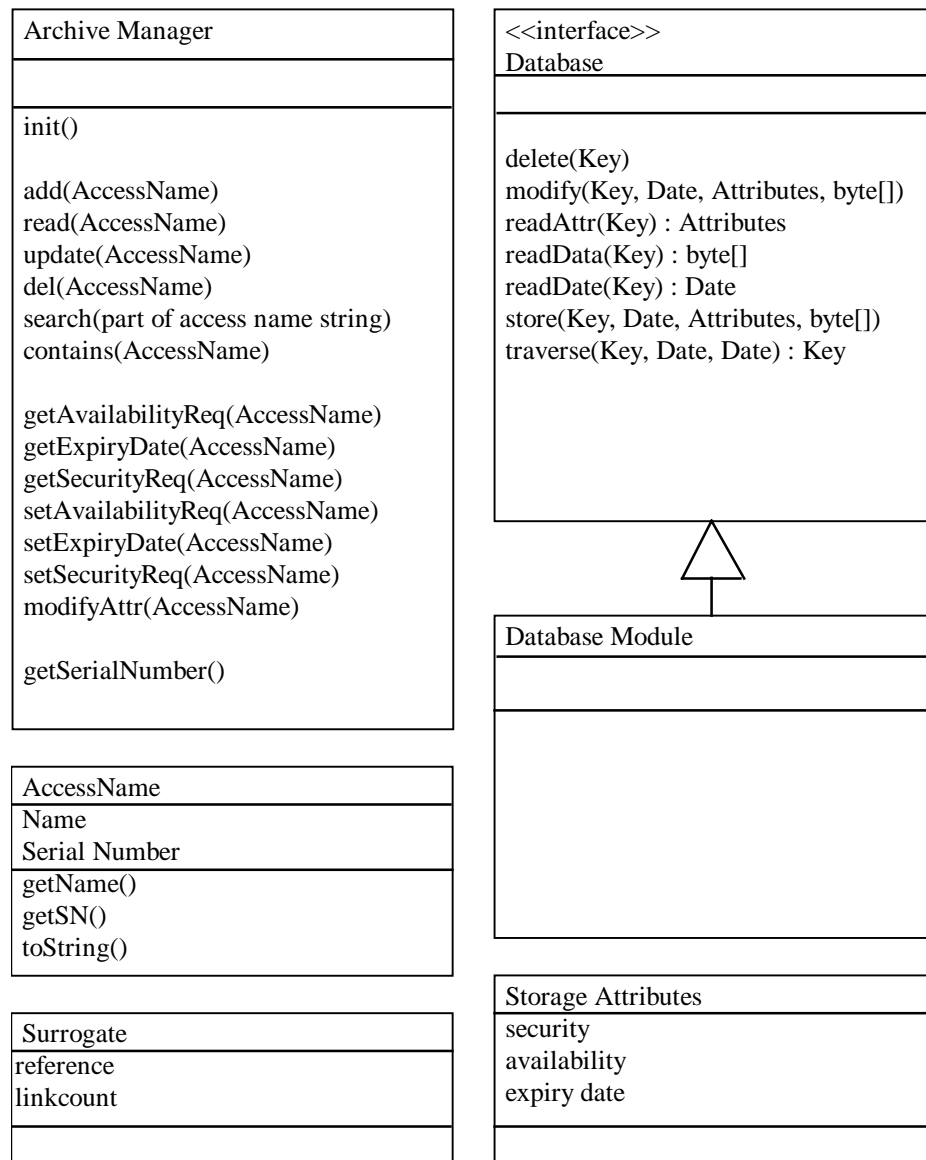 Archive Manager
init()
add(AccessName)
read(AccessName)
update(AccessName)
del(AccessName)
search(part of access name string)
contains(AccessName)
getAvailabilityReq(AccessName)
getExpiryDate(AccessName)
getSecurityReq(AccessName)
setAvailabilityReq(AccessName)
setExpiryDate(AccessName)
setSecurityReq(AccessName)
modifyAttr(AccessName)
getSerialNumber()
<<interface>>
Database
delete(Key)
modify(Key, Date, Attributes, byte[])
readAttr(Key) : Attributes
readData(Key) : byte[]
readDate(Key) : Date
store(Key, Date, Attributes, byte[])
traverse(Key, Date, Date) : Key
Database Module
AccessName
Name
Serial Number
getName()
getSN()
toString()
Surrogate
reference
linkcount
Storage Attributes
security
availability
expiry date